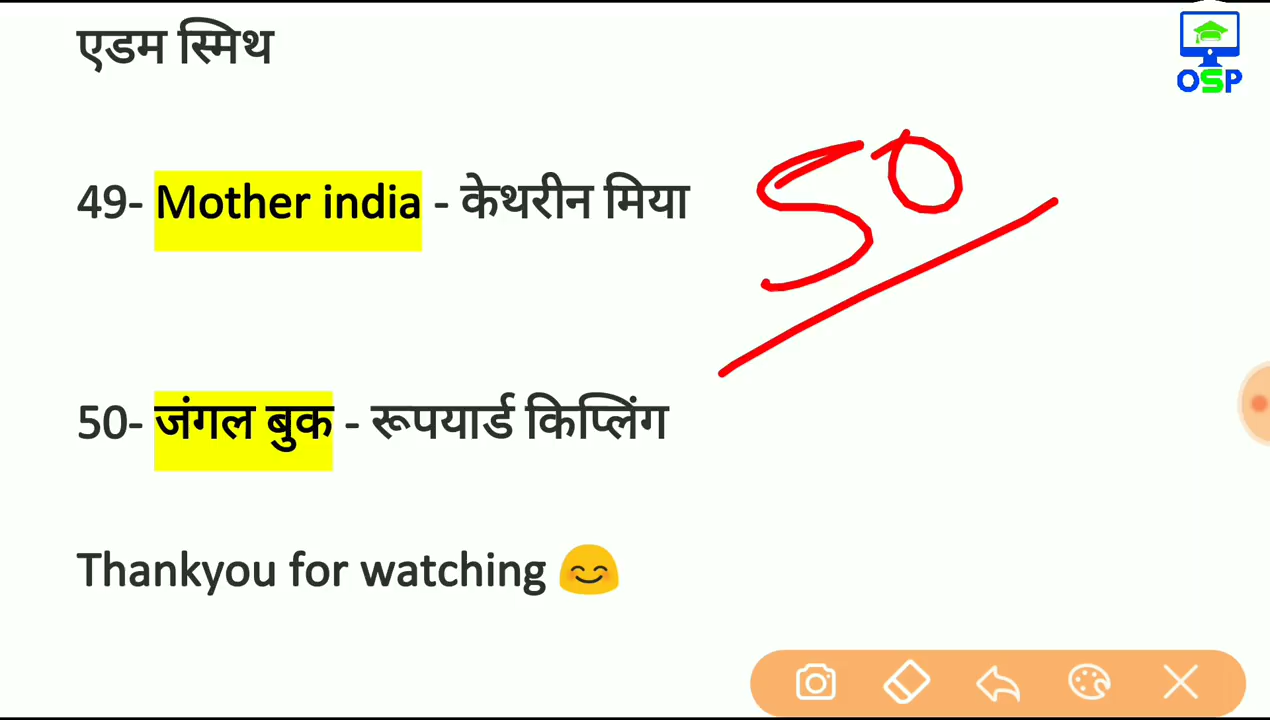 एडम स्मिथ
OSP
49- Mother india - केथरीन मिया
50
50- जंगल बुक - रूपयार्ड किप्लिंग
Thankyou for watching 😊